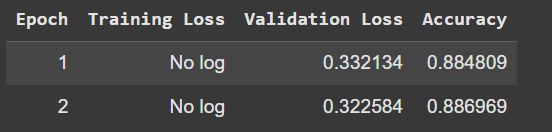 Epoch Training Loss Validation Loss Accuracy
1 No log 0.332134 0.884809
2 No log 0.322584 0.886969